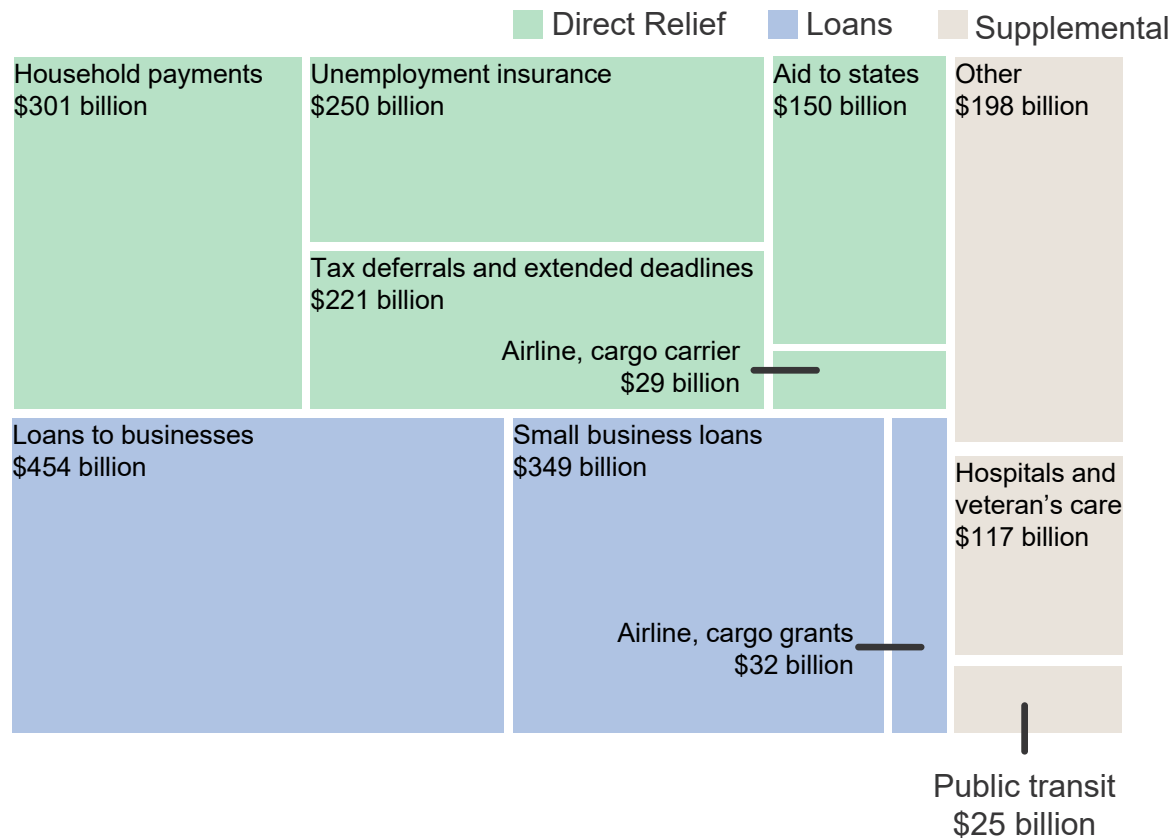 Direct Relief
Loans
Supplemental
Household payments
$301 billion
Unemployment insurance
$250 billion
Aid to states
$150 billion
Other
$198 billion
Tax deferrals and extended deadlines
$221 billion
Airline, cargo carrier
$29 billion
Loans to businesses
$454 billion
Small business loans
$349 billion
Hospitals and
veteran’s care
$117 billion
Airline, cargo grants
$32 billion
Public transit
$25 billion